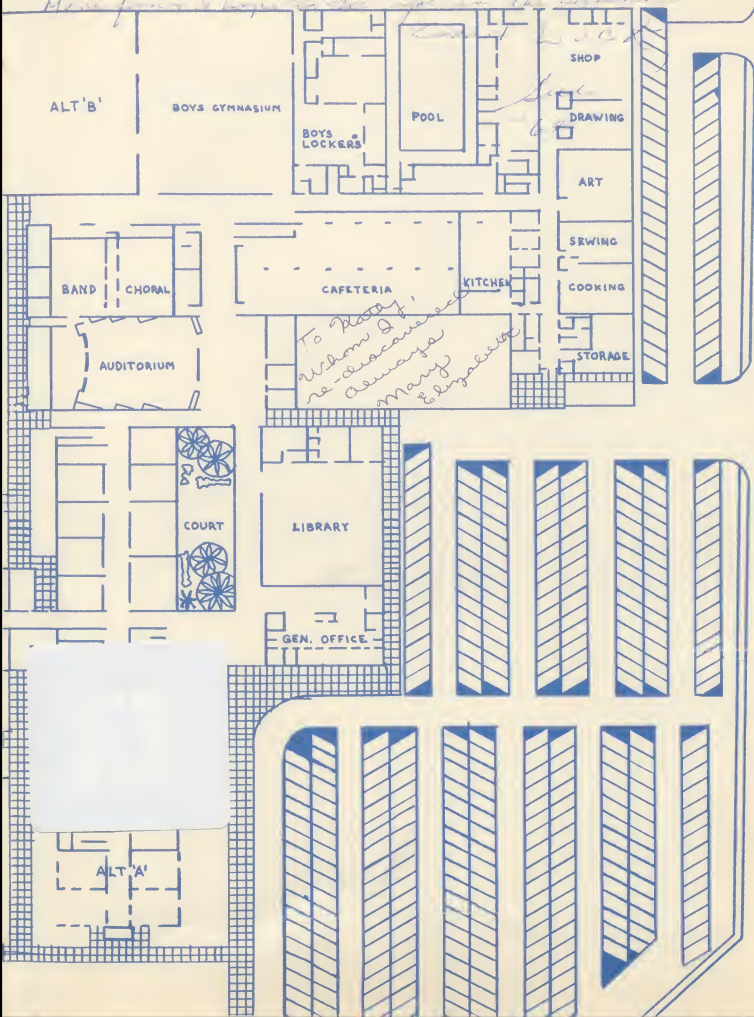 SHOP
ALT 'B'
BOYS GYMNASIUM
BOYS
LOCKERS
POOL
DRAWING
ART
SEWING
BAND
CHORAL
CAFETERIA
KITCHEN
COOKING
AUDITORIUM
To Kathy,
Whom I,
re-discovered
Always
Mary
Elizabeth
STORAGE
COURT
LIBRARY
GEN. OFFICE
ALT 'A'